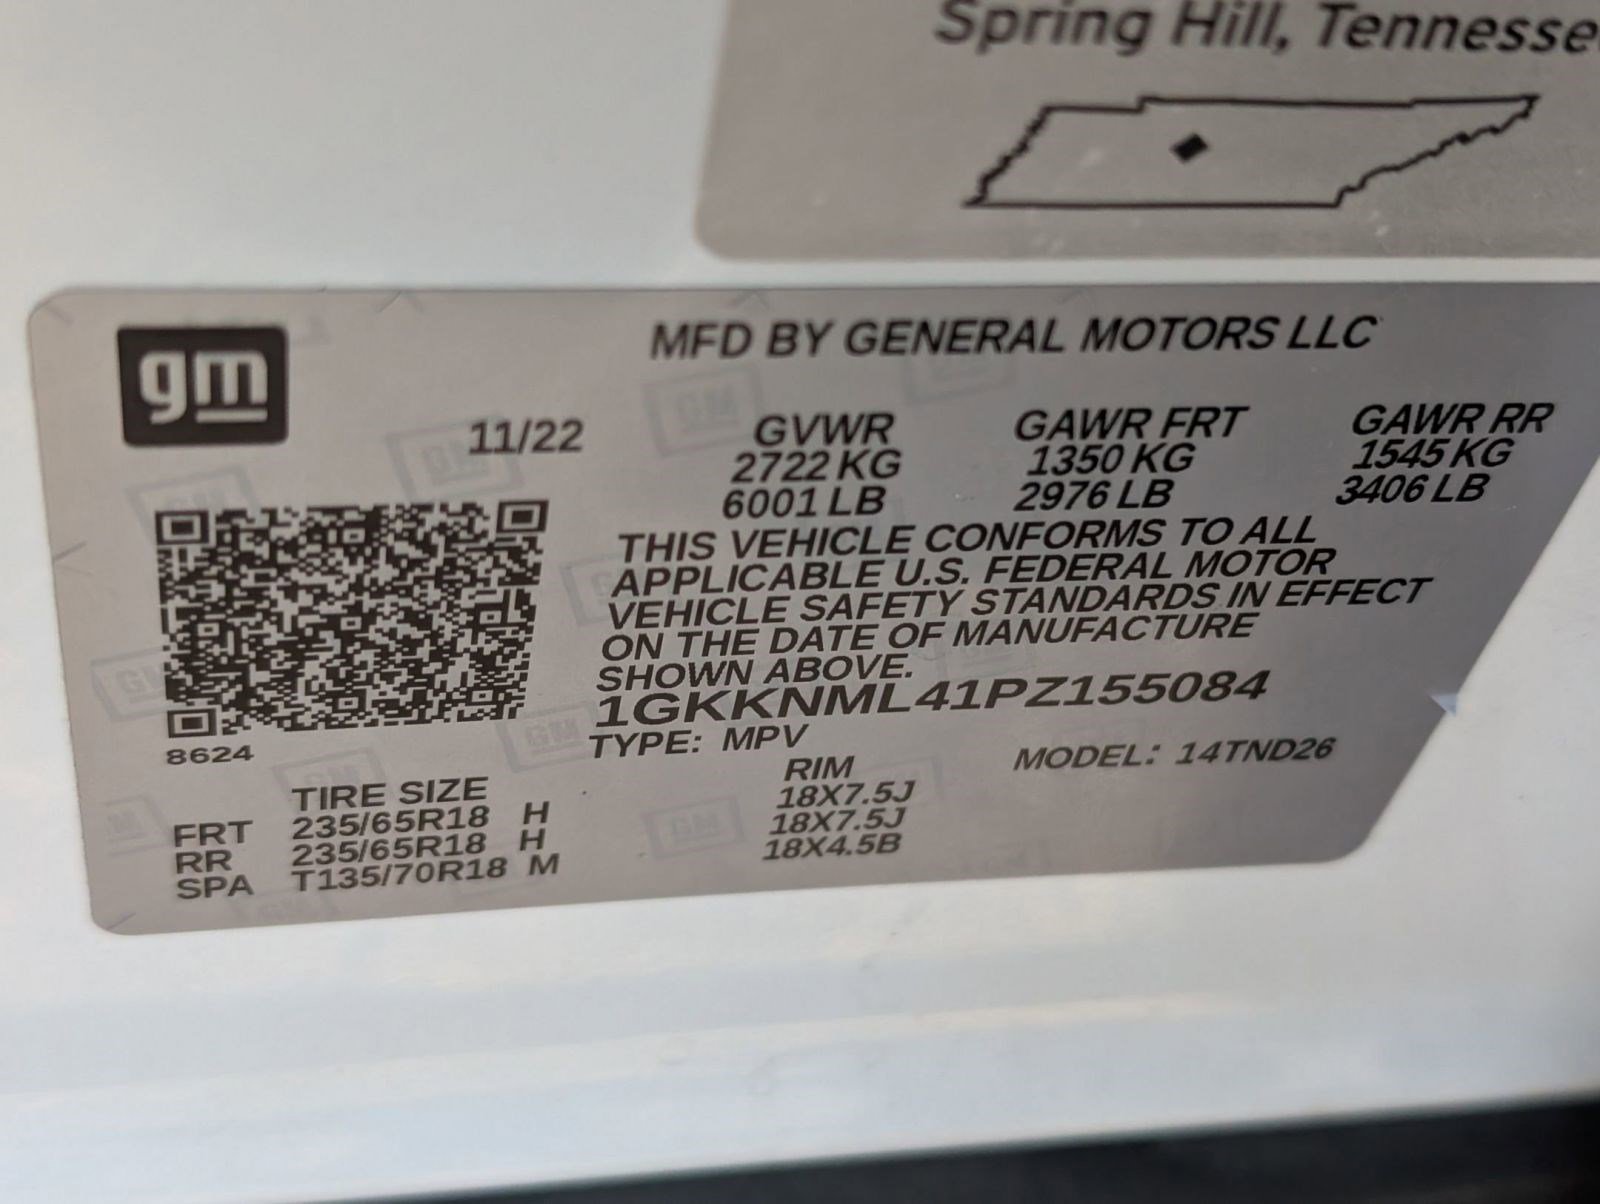 Spring Hill, Tennessee
gm
MFD BY GENERAL MOTORS LLC
11/22
GVWR GAWR FRT GAWR RR
2722 KG 1350 KG 1545 KG
6001 LB 2976 LB 3406 LB
THIS VEHICLE CONFORMS TO ALL
APPLICABLE U.S. FEDERAL MOTOR
VEHICLE SAFETY STANDARDS IN EFFECT
ON THE DATE OF MANUFACTURE
SHOWN ABOVE.
1GKKNML41PZ155084
8624
TYPE: MPV MODEL: 14TND26
TIRE SIZE RIM
FRT 235/65R18 H 18X7.5J
RR 235/65R18 H 18X7.5J
SPA T135/70R18 M 18X4.5B